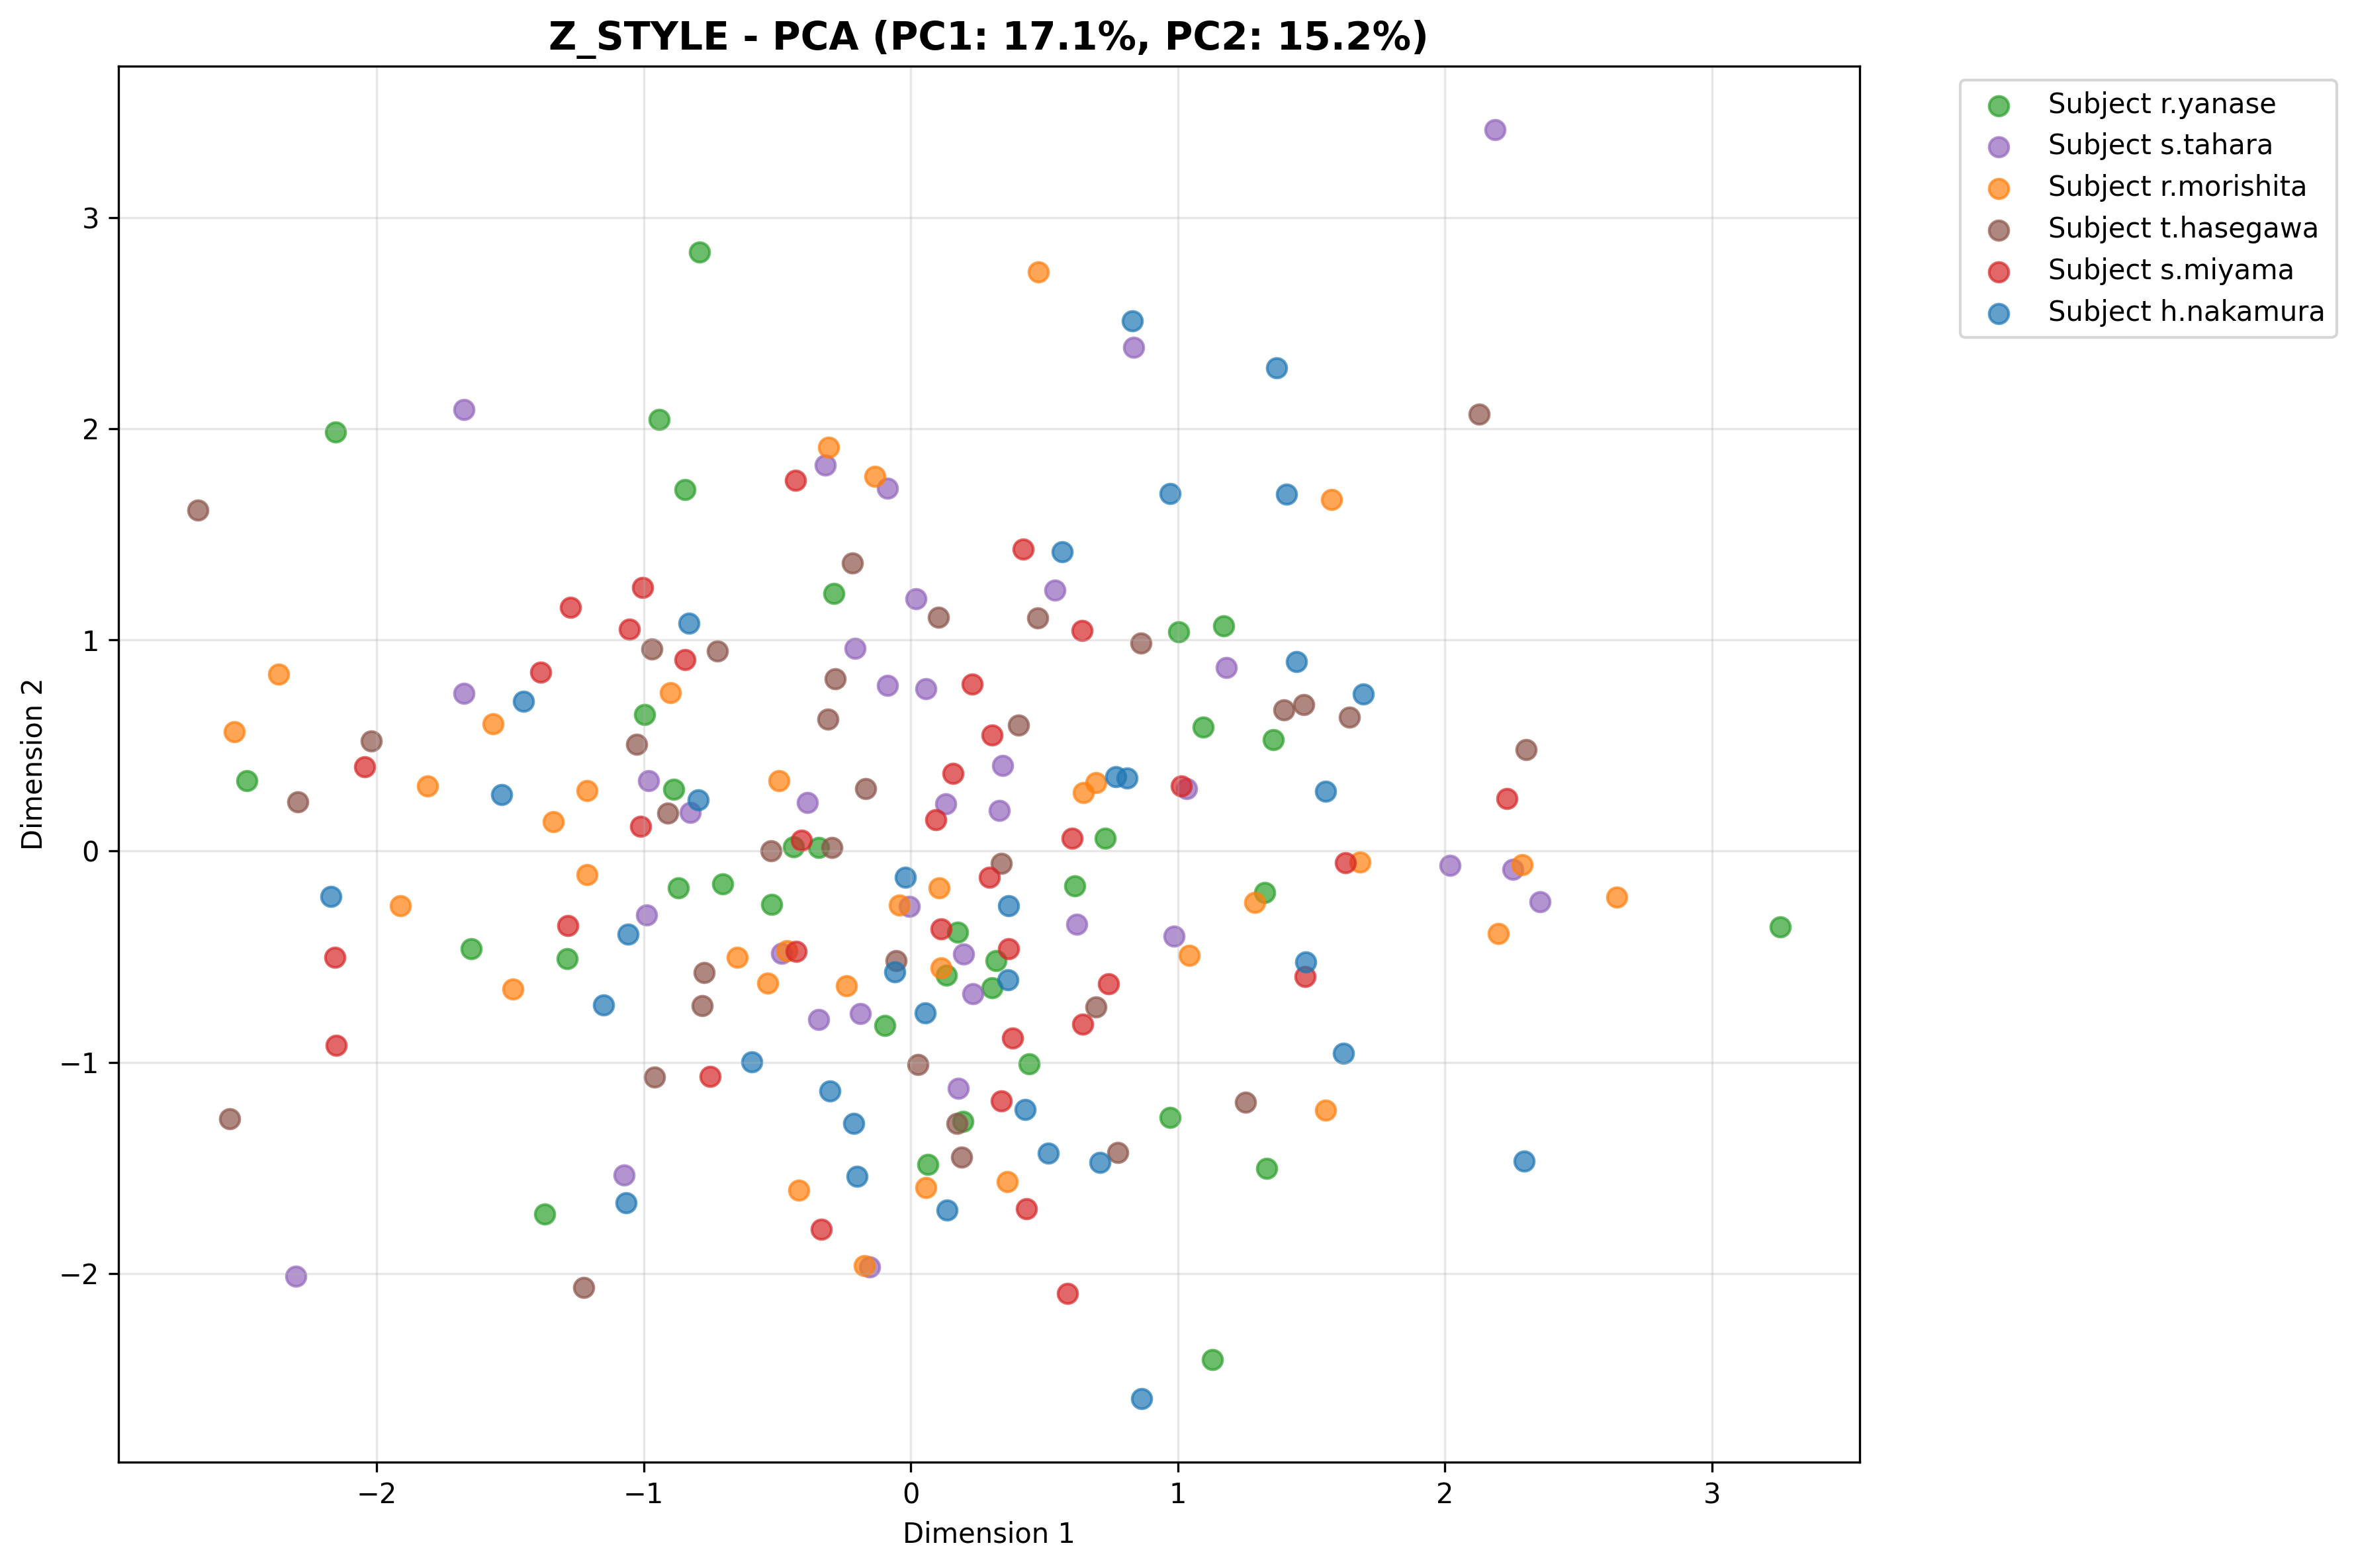 Z_STYLE - PCA (PC1: 17.1%, PC2: 15.2%)
Subject r.yanase
Subject s.tahara
Subject r.morishita
Subject t.hasegawa
Subject s.miyama
Subject h.nakamura
Dimension 2
3
2
1
0
−1
−2
−2 −1 0 1 2 3
Dimension 1